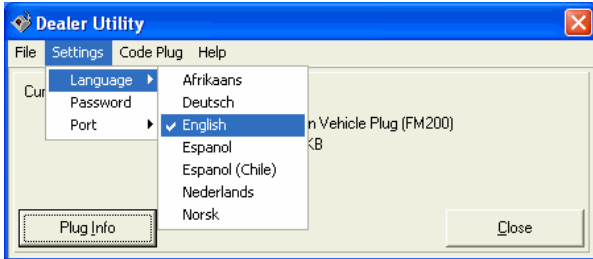 Dealer Utility
File Settings Code Plug Help
Language
Password
Port
Afrikaans
Deutsch
English
Espanol
Espanol (Chile)
Nederlands
Norsk
Cur
n Vehicle Plug (FM200)
KB
Plug Info
Close